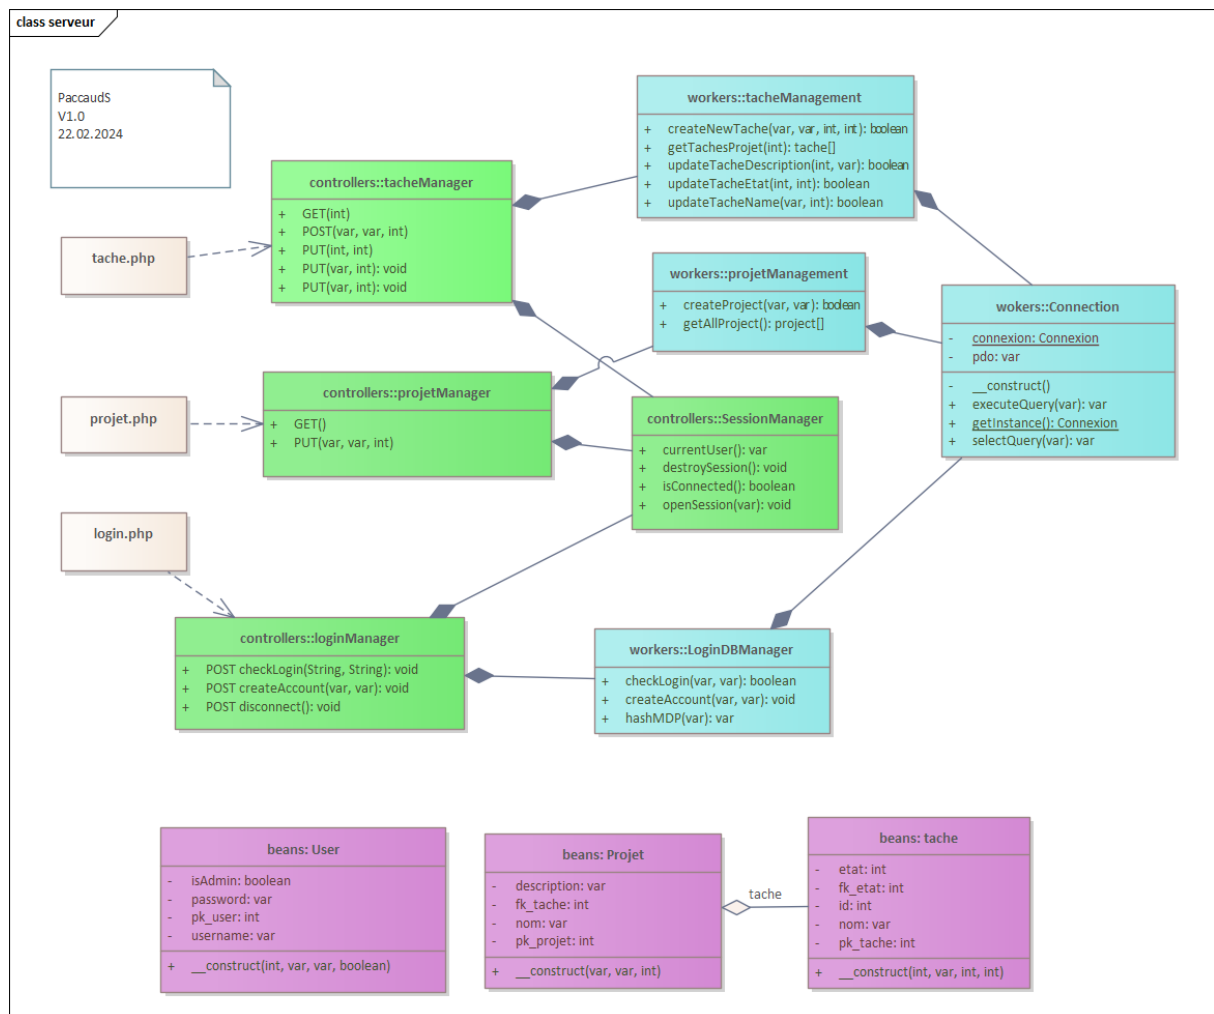 class serveur
PaccaudS
V1.0
22.02.2024
workers::tacheManagement
+ createNewTache(var, var, int, int): boolean
+ getTachesProjet(int): tache[]
+ updateTacheDescription(int, var): boolean
+ updateTacheEtat(int, int): boolean
+ updateTacheName(var, int): boolean
controllers::tacheManager
+ GET(int)
+ POST(var, var, int)
+ PUT(int, int)
+ PUT(var, int): void
+ PUT(var, int): void
tache.php
workers::projetManagement
+ createProject(var, var): boolean
+ getAllProject(): project[]
wokers::Connection
- connexion: Connexion
- pdo: var
- __construct()
+ executeQuery(var): var
+ getInstance(): Connexion
+ selectQuery(var): var
controllers::projetManager
+ GET()
+ PUT(var, var, int)
projet.php
controllers::SessionManager
+ currentUser(): var
+ destroySession(): void
+ isConnected(): boolean
+ openSession(var): void
login.php
controllers::loginManager
+ POST checkLogin(String, String): void
+ POST createAccount(var, var): void
+ POST disconnect(): void
workers::LoginDBManager
+ checkLogin(var, var): boolean
+ createAccount(var, var): void
+ hashMDP(var): var
beans: User
- isAdmin: boolean
- password: var
- pk_user: int
- username: var
+ __construct(int, var, var, boolean)
beans: Projet
- description: var
- fk_tache: int
- nom: var
- pk_projet: int
+ __construct(var, var, int)
tache
beans: tache
- etat: int
- fk_etat: int
- id: int
- nom: var
- pk_tache: int
+ __construct(int, var, int, int)